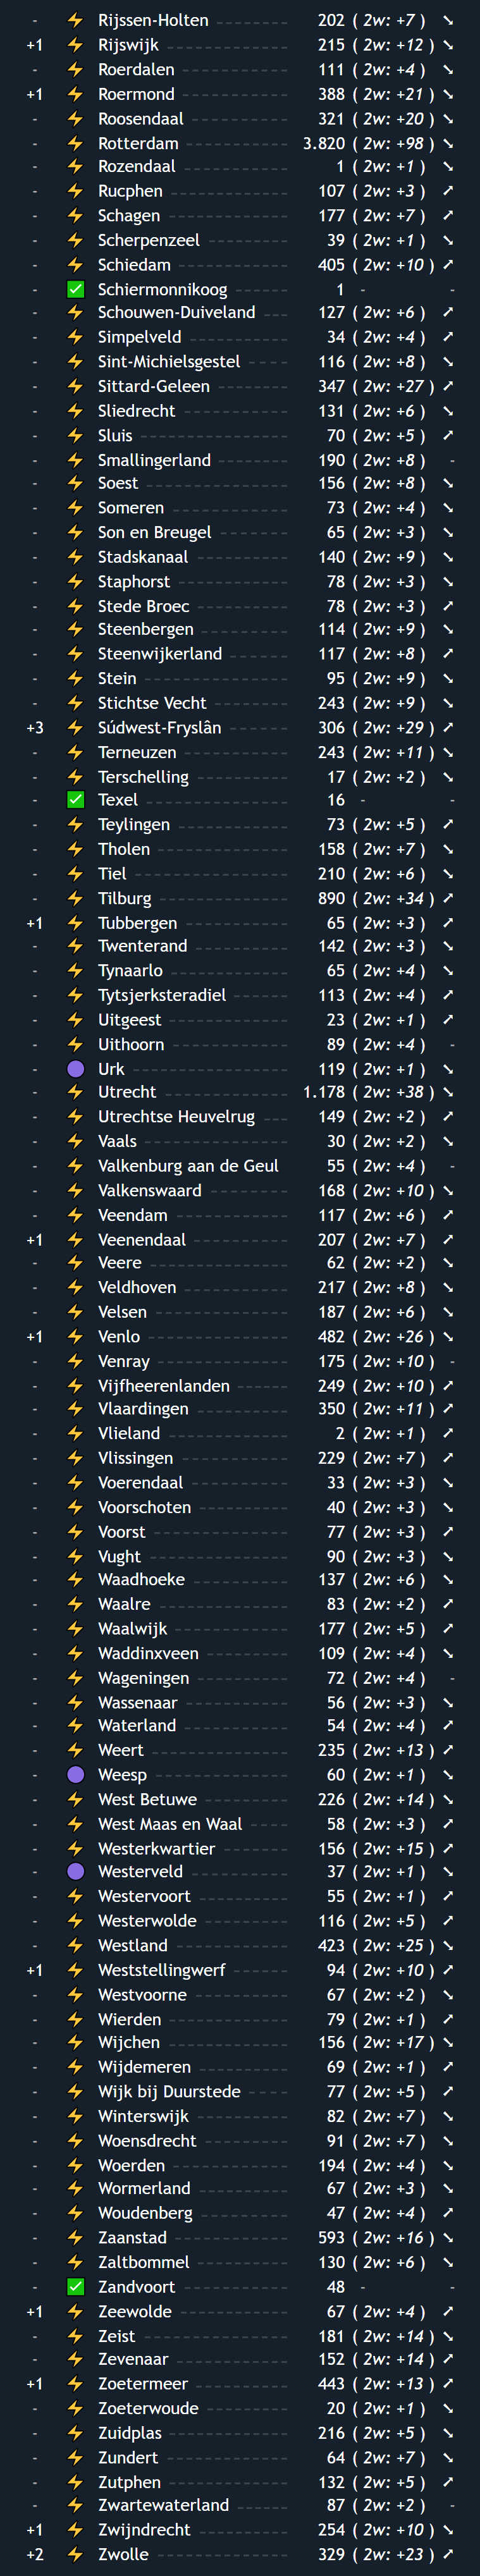 - ⚡ Rijssen-Holten 202 ( 2w: +7 ) ➘
+1 ⚡ Rijswijk 215 ( 2w: +12 ) ➘
- ⚡ Roerdalen 111 ( 2w: +4 ) ➘
+1 ⚡ Roermond 388 ( 2w: +21 ) ➘
- ⚡ Roosendaal 321 ( 2w: +20 ) ➘
- ⚡ Rotterdam 3.820 ( 2w: +98 ) ➘
- ⚡ Rozendaal 1 ( 2w: +1 ) ➘
- ⚡ Rucphen 107 ( 2w: +3 ) ➚
- ⚡ Schagen 177 ( 2w: +7 ) ➚
- ⚡ Scherpenzeel 39 ( 2w: +1 ) ➘
- ⚡ Schiedam 405 ( 2w: +10 ) ➚
- ✅ Schiermonnikoog 1 - -
- ⚡ Schouwen-Duiveland 127 ( 2w: +6 ) ➚
- ⚡ Simpelveld 34 ( 2w: +4 ) ➚
- ⚡ Sint-Michielsgestel 116 ( 2w: +8 ) ➘
- ⚡ Sittard-Geleen 347 ( 2w: +27 ) ➚
- ⚡ Sliedrecht 131 ( 2w: +6 ) ➘
- ⚡ Sluis 70 ( 2w: +5 ) ➚
- ⚡ Smallingerland 190 ( 2w: +8 ) -
- ⚡ Soest 156 ( 2w: +8 ) ➘
- ⚡ Someren 73 ( 2w: +4 ) ➘
- ⚡ Son en Breugel 65 ( 2w: +3 ) ➘
- ⚡ Stadskanaal 140 ( 2w: +9 ) ➘
- ⚡ Staphorst 78 ( 2w: +3 ) ➘
- ⚡ Stede Broec 78 ( 2w: +3 ) ➚
- ⚡ Steenbergen 114 ( 2w: +9 ) ➘
- ⚡ Steenwijkerland 117 ( 2w: +8 ) ➚
- ⚡ Stein 95 ( 2w: +9 ) ➘
- ⚡ Stichtse Vecht 243 ( 2w: +9 ) ➘
+3 ⚡ Súdwest-Fryslân 306 ( 2w: +29 ) ➚
- ⚡ Terneuzen 243 ( 2w: +11 ) ➘
- ⚡ Terschelling 17 ( 2w: +2 ) ➘
- ✅ Texel 16 - -
- ⚡ Teylingen 73 ( 2w: +5 ) ➚
- ⚡ Tholen 158 ( 2w: +7 ) ➘
- ⚡ Tiel 210 ( 2w: +6 ) ➘
- ⚡ Tilburg 890 ( 2w: +34 ) ➚
+1 ⚡ Tubbergen 65 ( 2w: +3 ) ➚
- ⚡ Twenterand 142 ( 2w: +3 ) ➘
- ⚡ Tynaarlo 65 ( 2w: +4 ) ➘
- ⚡ Tytsjerksteradiel 113 ( 2w: +4 ) ➚
- ⚡ Uitgeest 23 ( 2w: +1 ) ➚
- ⚡ Uithoorn 89 ( 2w: +4 ) -
- 🟣 Urk 119 ( 2w: +1 ) ➘
- ⚡ Utrecht 1.178 ( 2w: +38 ) ➘
- ⚡ Utrechtse Heuvelrug 149 ( 2w: +2 ) ➚
- ⚡ Vaals 30 ( 2w: +2 ) ➘
- ⚡ Valkenburg aan de Geul 55 ( 2w: +4 ) -
- ⚡ Valkenswaard 168 ( 2w: +10 ) ➘
- ⚡ Veendam 117 ( 2w: +6 ) ➚
+1 ⚡ Veenendaal 207 ( 2w: +7 ) ➚
- ⚡ Veere 62 ( 2w: +2 ) ➘
- ⚡ Veldhoven 217 ( 2w: +8 ) ➘
- ⚡ Velsen 187 ( 2w: +6 ) ➘
+1 ⚡ Venlo 482 ( 2w: +26 ) ➘
- ⚡ Venray 175 ( 2w: +10 ) -
- ⚡ Vijfheerenlanden 249 ( 2w: +10 ) ➚
- ⚡ Vlaardingen 350 ( 2w: +11 ) ➚
- ⚡ Vlieland 2 ( 2w: +1 ) ➚
- ⚡ Vlissingen 229 ( 2w: +7 ) ➚
- ⚡ Voerendaal 33 ( 2w: +3 ) ➘
- ⚡ Voorschoten 40 ( 2w: +3 ) ➘
- ⚡ Voorst 77 ( 2w: +3 ) ➚
- ⚡ Vught 90 ( 2w: +3 ) ➘
- ⚡ Waadhoeke 137 ( 2w: +6 ) ➘
- ⚡ Waalre 83 ( 2w: +2 ) ➚
- ⚡ Waalwijk 177 ( 2w: +5 ) ➚
- ⚡ Waddinxveen 109 ( 2w: +4 ) ➘
- ⚡ Wageningen 72 ( 2w: +4 ) -
- ⚡ Wassenaar 56 ( 2w: +3 ) ➘
- ⚡ Waterland 54 ( 2w: +4 ) ➚
- ⚡ Weert 235 ( 2w: +13 ) ➚
- 🟣 Weesp 60 ( 2w: +1 ) ➘
- ⚡ West Betuwe 226 ( 2w: +14 ) ➘
- ⚡ West Maas en Waal 58 ( 2w: +3 ) ➚
- ⚡ Westerkwartier 156 ( 2w: +15 ) ➚
- 🟣 Westerveld 37 ( 2w: +1 ) ➘
- ⚡ Westervoort 55 ( 2w: +1 ) ➚
- ⚡ Westerwolde 116 ( 2w: +5 ) ➚
- ⚡ Westland 423 ( 2w: +25 ) ➘
+1 ⚡ Weststellingwerf 94 ( 2w: +10 ) ➚
- ⚡ Westvoorne 67 ( 2w: +2 ) ➘
- ⚡ Wierden 79 ( 2w: +1 ) ➚
- ⚡ Wijchen 156 ( 2w: +17 ) ➘
- ⚡ Wijdemeren 69 ( 2w: +1 ) ➚
- ⚡ Wijk bij Duurstede 77 ( 2w: +5 ) ➚
- ⚡ Winterswijk 82 ( 2w: +7 ) ➘
- ⚡ Woensdrecht 91 ( 2w: +7 ) ➘
- ⚡ Woerden 194 ( 2w: +4 ) ➘
- ⚡ Wormerland 67 ( 2w: +3 ) ➘
- ⚡ Woudenberg 47 ( 2w: +4 ) ➚
- ⚡ Zaanstad 593 ( 2w: +16 ) ➘
- ⚡ Zaltbommel 130 ( 2w: +6 ) ➘
- ✅ Zandvoort 48 - -
+1 ⚡ Zeewolde 67 ( 2w: +4 ) ➚
- ⚡ Zeist 181 ( 2w: +14 ) ➘
- ⚡ Zevenaar 152 ( 2w: +14 ) ➚
+1 ⚡ Zoetermeer 443 ( 2w: +13 ) ➚
- ⚡ Zoeterwoude 20 ( 2w: +1 ) ➘
- ⚡ Zuidplas 216 ( 2w: +5 ) ➘
- ⚡ Zundert 64 ( 2w: +7 ) ➘
- ⚡ Zutphen 132 ( 2w: +5 ) ➚
- ⚡ Zwartewaterland 87 ( 2w: +2 ) -
+1 ⚡ Zwijndrecht 254 ( 2w: +10 ) ➘
+2 ⚡ Zwolle 329 ( 2w: +23 ) ➚